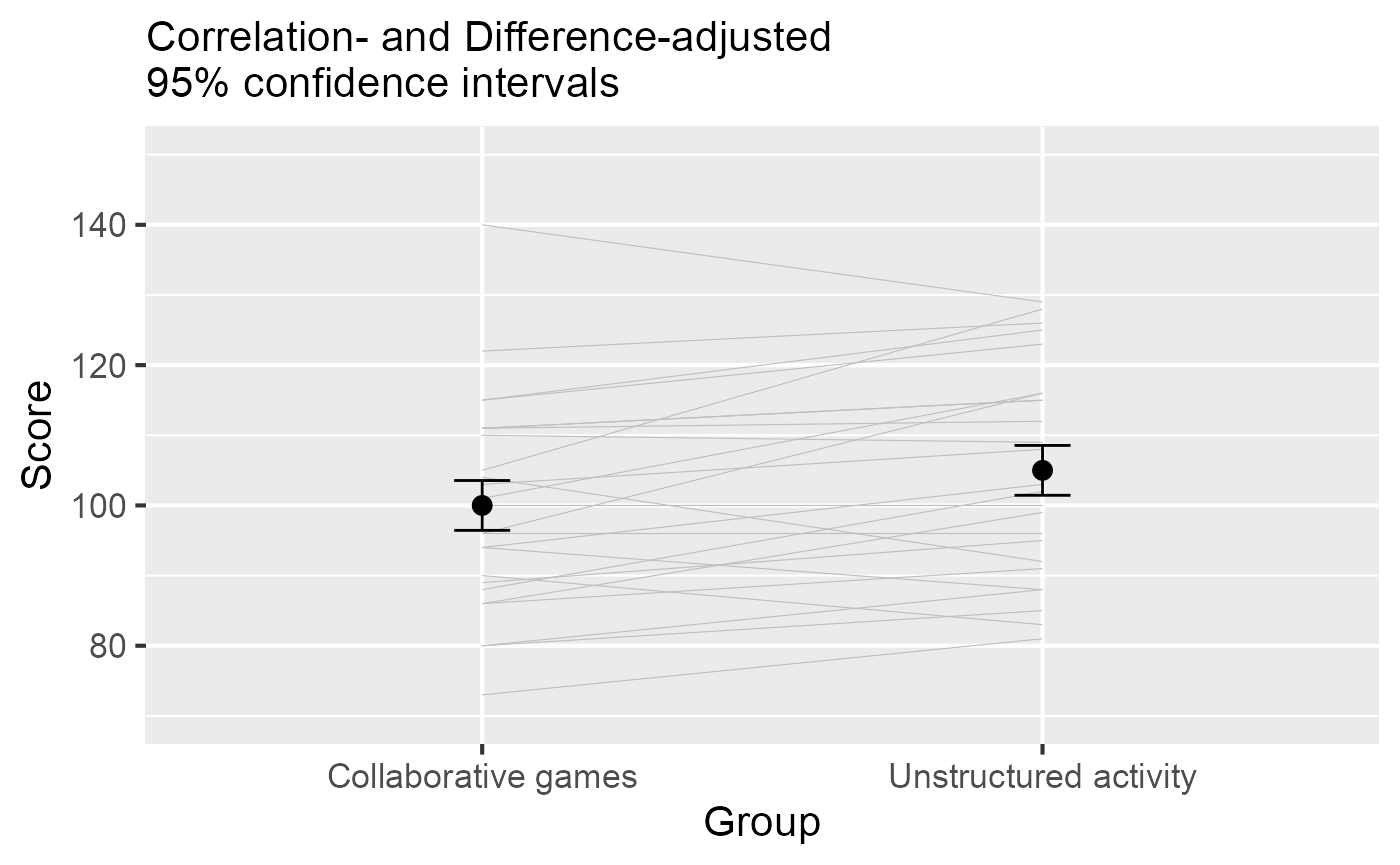 Correlation- and Difference-adjusted
95% confidence intervals
Score
140
120
100
80
Collaborative games
Unstructured activity
Group